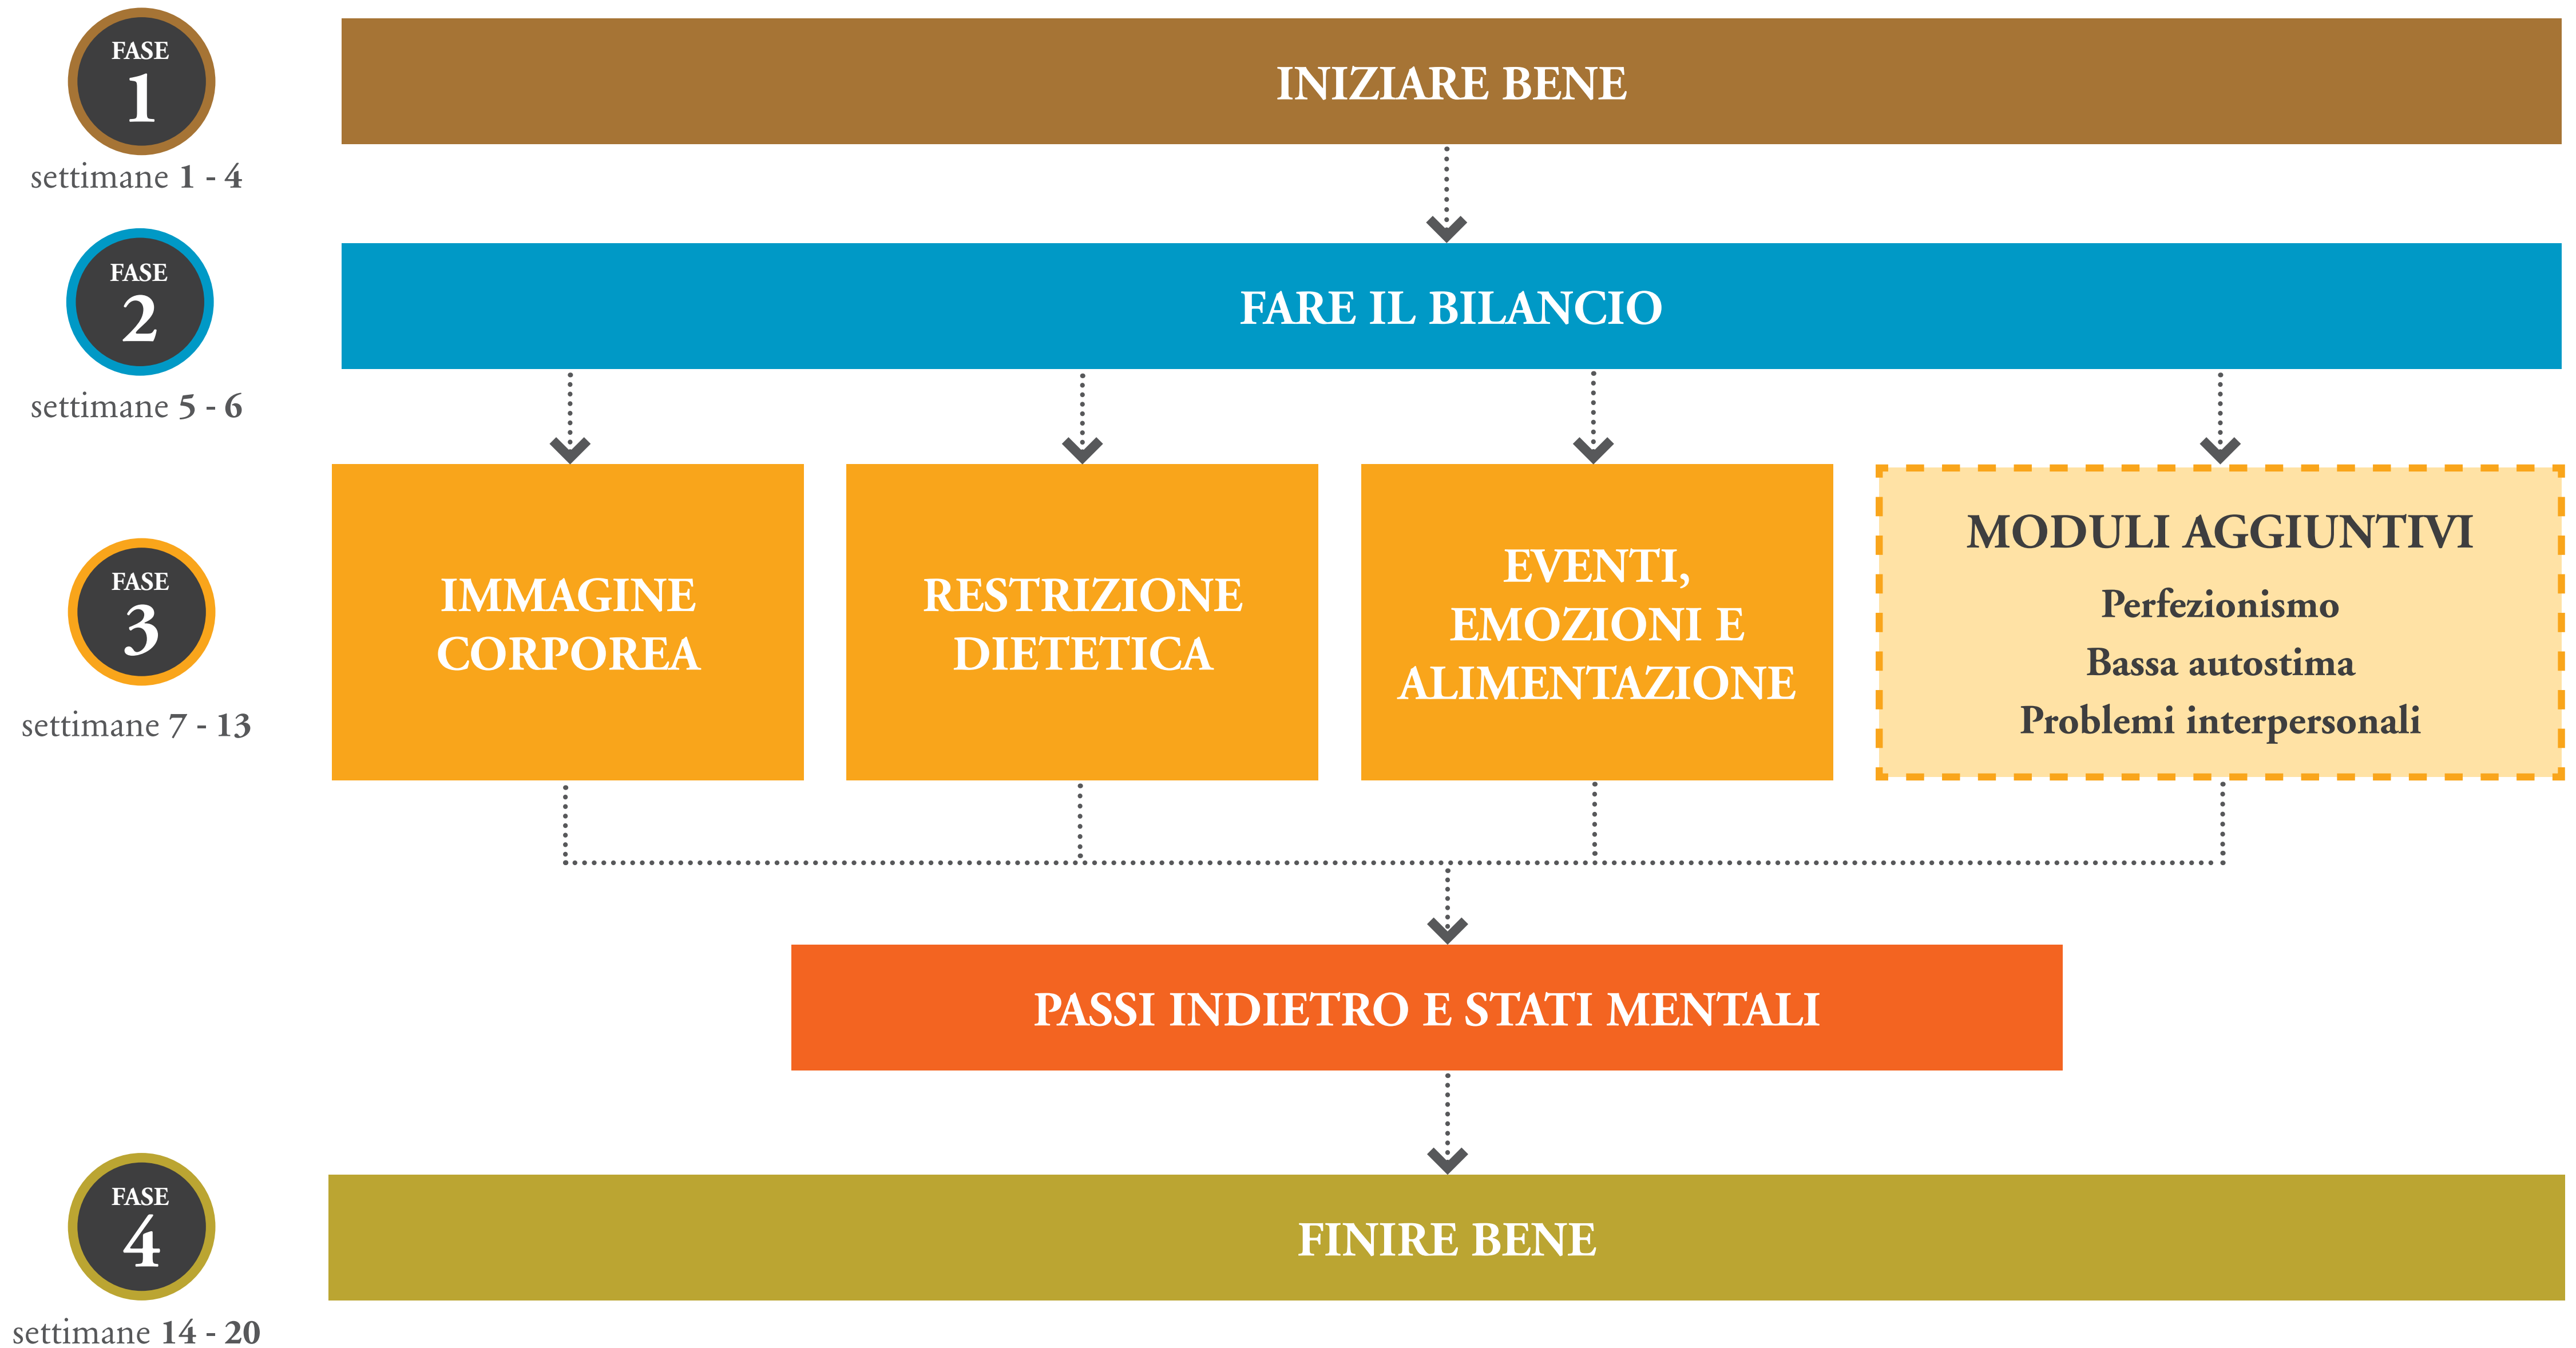 FASE
1
settimane 1 - 4
INIZIARE BENE
FASE
2
settimane 5 - 6
FARE IL BILANCIO
FASE
3
settimane 7 - 13
IMMAGINE
CORPOREA
RESTRIZIONE
DIETETICA
EVENTI,
EMOZIONI E
ALIMENTAZIONE
MODULI AGGIUNTIVI
Perfezionismo
Bassa autostima
Problemi interpersonali
PASSI INDIETRO E STATI MENTALI
FASE
4
settimane 14 - 20
FINIRE BENE